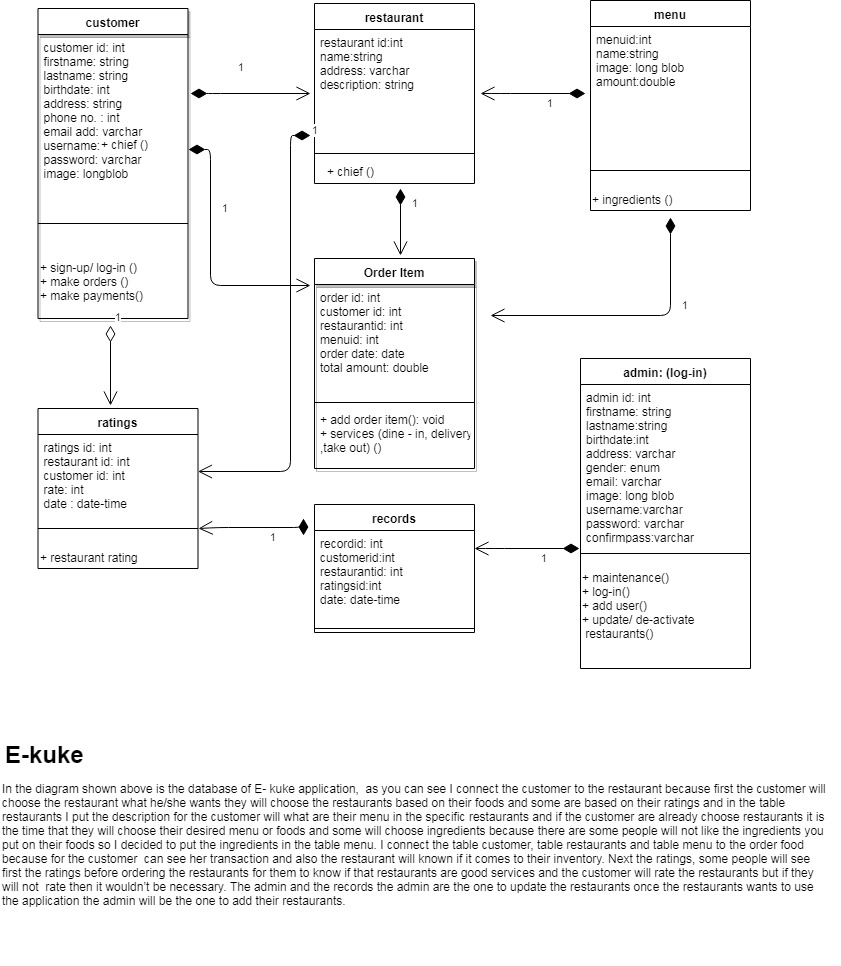 customer
customer id: int
firstname: string
lastname: string
birthdate: int
address: string
phone no. : int
email add: varchar
username:+ chief ()
password: varchar
image: longblob
+ sign-up/ log-in ()
+ make orders ()
+ make payments()
1
1
1
restaurant
restaurant id:int
name:string
address: varchar
description: string
1
+ chief ()
1
menu
menuid:int
name:string
image: long blob
amount:double
1
+ ingredients ()
1
Order Item
order id: int
customer id: int
restaurantid: int
menuid: int
order date: date
total amount: double
+ add order item(): void
+ services (dine - in, delivery
,take out) ()
ratings
ratings id: int
restaurant id: int
customer id: int
rate: int
date : date-time
+ restaurant rating
1
records
recordid: int
customerid:int
restaurantid: int
ratingsid:int
date: date-time
1
admin: (log-in)
admin id: int
firstname: string
lastname:string
birthdate:int
address: varchar
gender: enum
email: varchar
image: long blob
username:varchar
password: varchar
confirmpass:varchar
+ maintenance()
+ log-in()
+ add user()
+ update/ de-activate
restaurants()
E-kuke
In the diagram shown above is the database of E- kuke application,  as you can see I connect the customer to the restaurant because first the customer will
choose the restaurant what he/she wants they will choose the restaurants based on their foods and some are based on their ratings and in the table
restaurants I put the description for the customer will what are their menu in the specific restaurants and if the customer are already choose restaurants it is
the time that they will choose their desired menu or foods and some will choose ingredients because there are some people will not like the ingredients you
put on their foods so I decided to put the ingredients in the table menu. I connect the table customer, table restaurants and table menu to the order food
because for the customer  can see her transaction and also the restaurant will known if it comes to their inventory. Next the ratings, some people will see
first the ratings before ordering the restaurants for them to know if that restaurants are good services and the customer will rate the restaurants but if they
will not  rate then it wouldn't be necessary. The admin and the records the admin are the one to update the restaurants once the restaurants wants to use
the application the admin will be the one to add their restaurants.